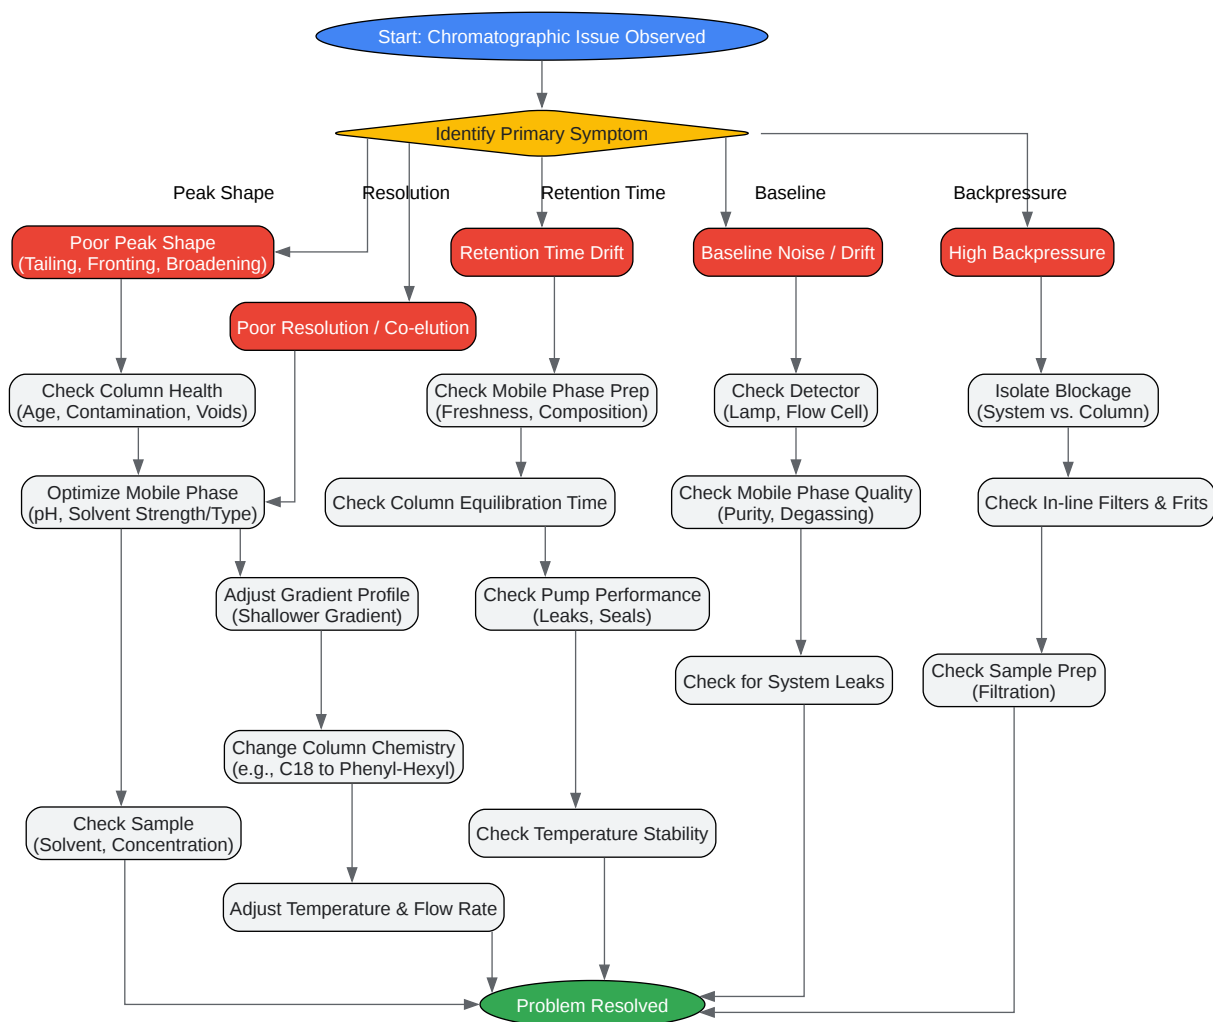 Start: Chromatographic Issue Observed
Identify Primary Symptom
Peak Shape
Resolution
Retention Time
Baseline
Backpressure
Poor Peak Shape
(Tailing, Fronting, Broadening)
Retention Time Drift
Baseline Noise / Drift
High Backpressure
Poor Resolution / Co-elution
Check Column Health
(Age, Contamination, Voids)
Check Mobile Phase Prep
(Freshness, Composition)
Check Detector
(Lamp, Flow Cell)
Isolate Blockage
(System vs. Column)
Optimize Mobile Phase
(pH, Solvent Strength/Type)
Check Column Equilibration Time
Check Mobile Phase Quality
(Purity, Degassing)
Check In-line Filters & Frits
Adjust Gradient Profile
(Shallower Gradient)
Check Pump Performance
(Leaks, Seals)
Check for System Leaks
Check Sample Prep
(Filtration)
Change Column Chemistry
(e.g., C18 to Phenyl-Hexyl)
Check Sample
(Solvent, Concentration)
Check Temperature Stability
Adjust Temperature & Flow Rate
Problem Resolved